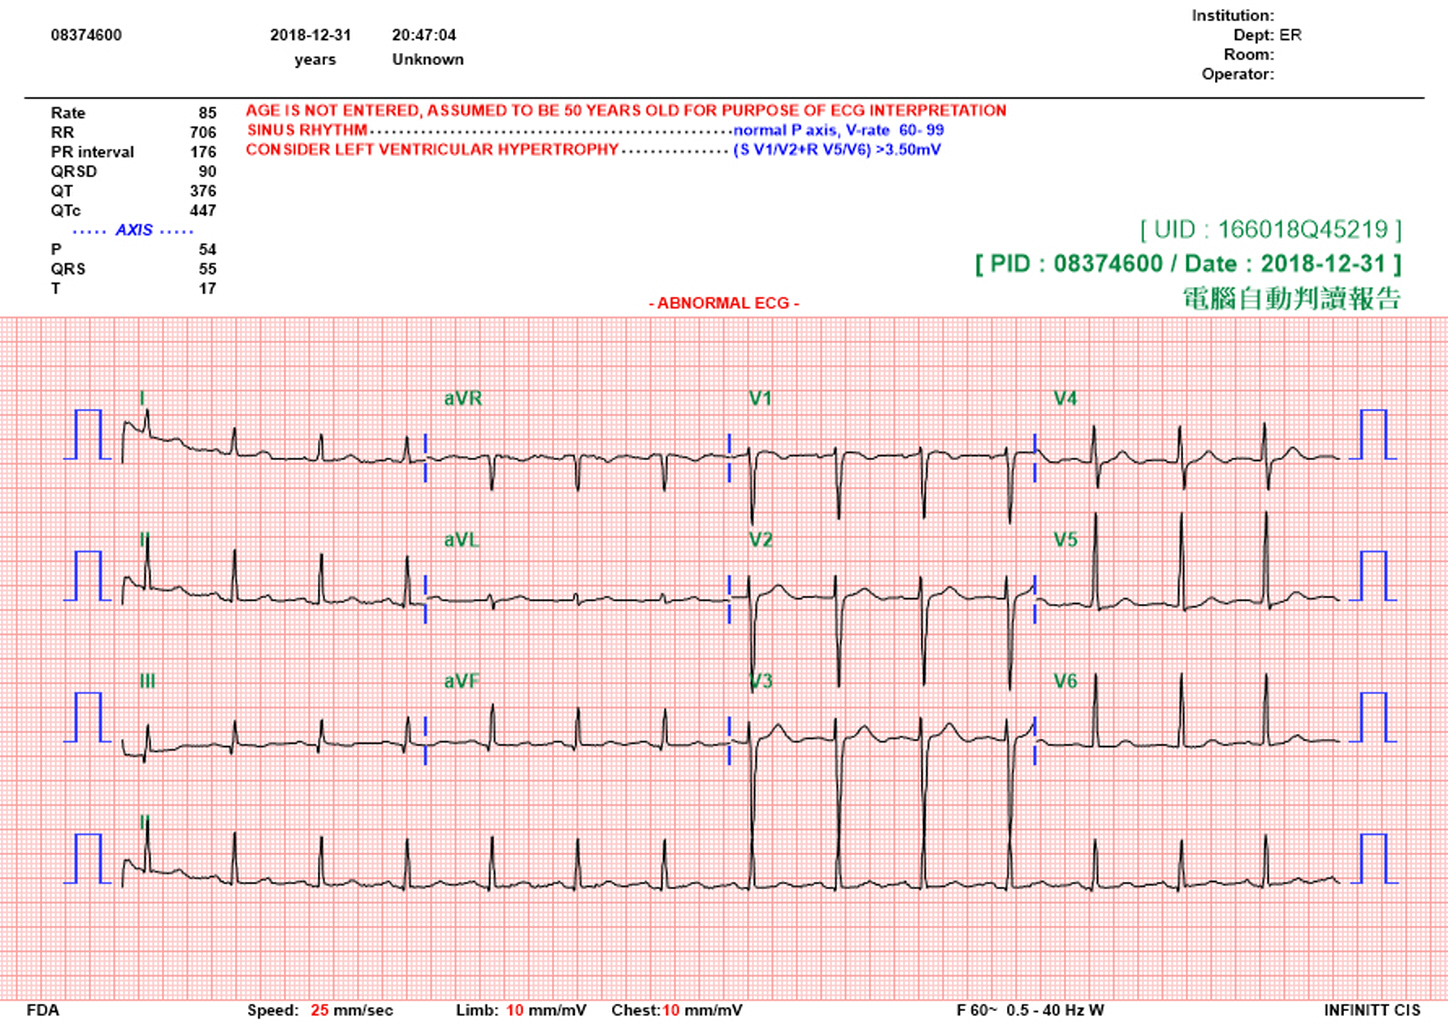 08374600 2018-12-31 20:47:04
years Unknown
Institution:
Dept: ER
Room:
Operator:
Rate 85
RR 706
PR interval 176
QRSD 90
QT 376
QTc 447
····· AXIS ·····
P 54
QRS 55
T 17
AGE IS NOT ENTERED, ASSUMED TO BE 50 YEARS OLD FOR PURPOSE OF ECG INTERPRETATION
SINUS RHYTHM··················································normal P axis, V-rate 60- 99
CONSIDER LEFT VENTRICULAR HYPERTROPHY···············(S V1/V2+R V5/V6) >3.50mV
[ UID : 166018Q45219 ]
[ PID : 08374600 / Date : 2018-12-31 ]
電腦自動判讀報告
- ABNORMAL ECG -
I aVR V1 V4
II aVL V2 V5
III aVF V3 V6
II
FDA Speed: 25 mm/sec Limb: 10 mm/mV Chest:10 mm/mV F 60~ 0.5 - 40 Hz W INFINITT CIS